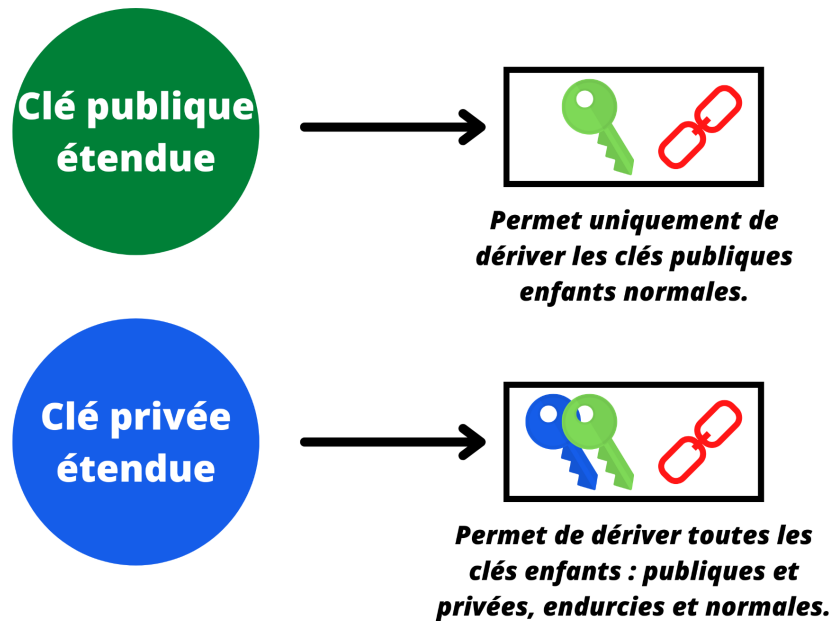 Clé publique
étendue
Permet uniquement de
dériver les clés publiques
enfants normales.
Clé privée
étendue
Permet de dériver toutes les
clés enfants : publiques et
privées, endurcies et normales.